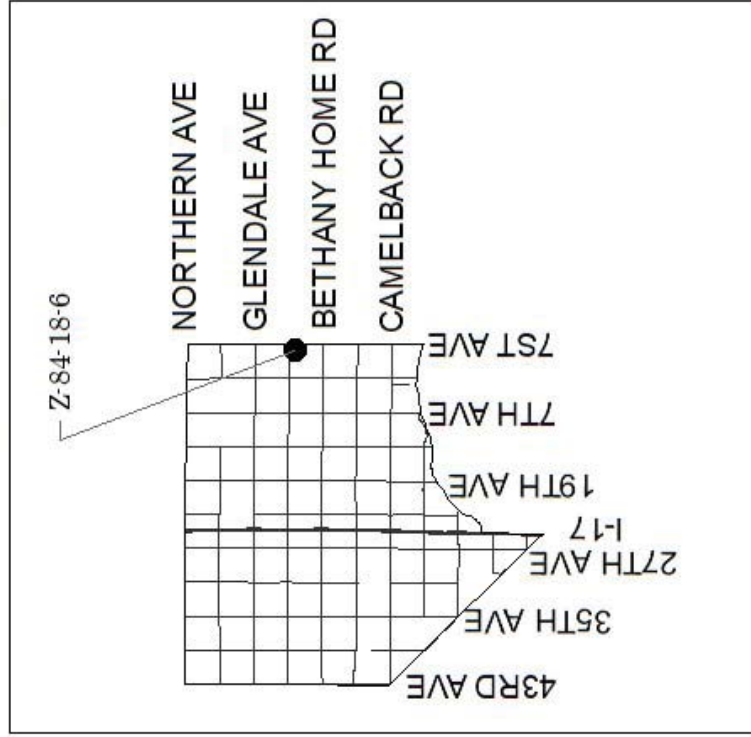 Z-84-18-6
NORTHERN AVE
GLENDALE AVE
BETHANY HOME RD
CAMELBACK RD
7ST AVE
7TH AVE
19TH AVE
I-17
27TH AVE
35TH AVE
43RD AVE